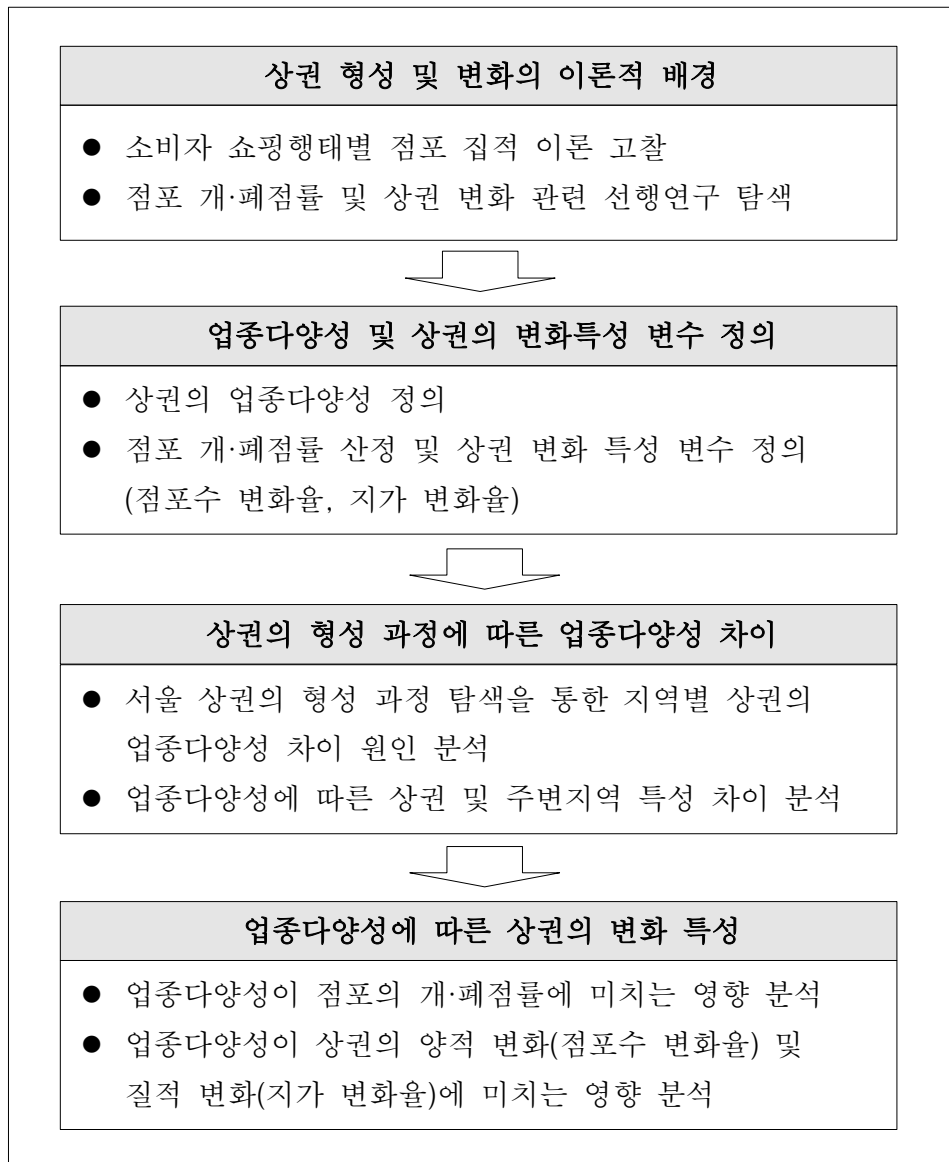 상권 형성 및 변화의 이론적 배경
● 소비자 쇼핑행태별 점포 집적 이론 고찰
● 점포 개·폐점률 및 상권 변화 관련 선행연구 탐색
업종다양성 및 상권의 변화특성 변수 정의
● 상권의 업종다양성 정의
● 점포 개·폐점률 산정 및 상권 변화 특성 변수 정의
(점포수 변화율, 지가 변화율)
상권의 형성 과정에 따른 업종다양성 차이
● 서울 상권의 형성 과정 탐색을 통한 지역별 상권의
업종다양성 차이 원인 분석
● 업종다양성에 따른 상권 및 주변지역 특성 차이 분석
업종다양성에 따른 상권의 변화 특성
● 업종다양성이 점포의 개·폐점률에 미치는 영향 분석
● 업종다양성이 상권의 양적 변화(점포수 변화율) 및
질적 변화(지가 변화율)에 미치는 영향 분석